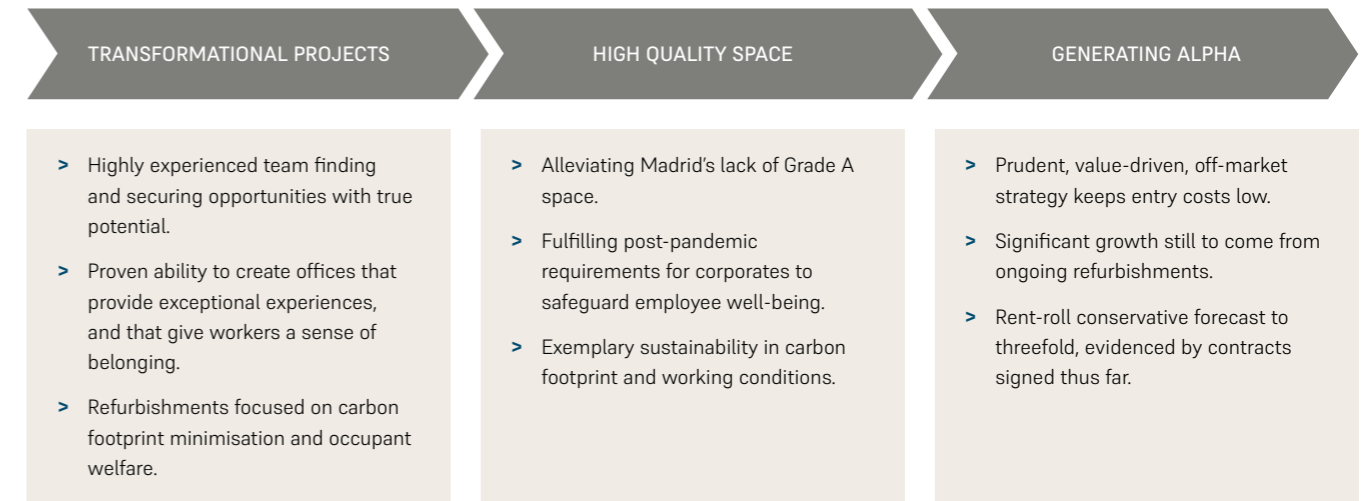 TRANSFORMATIONAL PROJECTS
> Highly experienced team finding
and securing opportunities with true
potential.
> Proven ability to create offices that
provide exceptional experiences,
and that give workers a sense of
belonging.
> Refurbishments focused on carbon
footprint minimisation and occupant
welfare.
HIGH QUALITY SPACE
> Alleviating Madrid's lack of Grade A
space.
> Fulfilling post-pandemic
requirements for corporates to
safeguard employee well-being.
> Exemplary sustainability in carbon
footprint and working conditions.
GENERATING ALPHA
> Prudent, value-driven, off-market
strategy keeps entry costs low.
> Significant growth still to come from
ongoing refurbishments.
> Rent-roll conservative forecast to
threefold, evidenced by contracts
signed thus far.